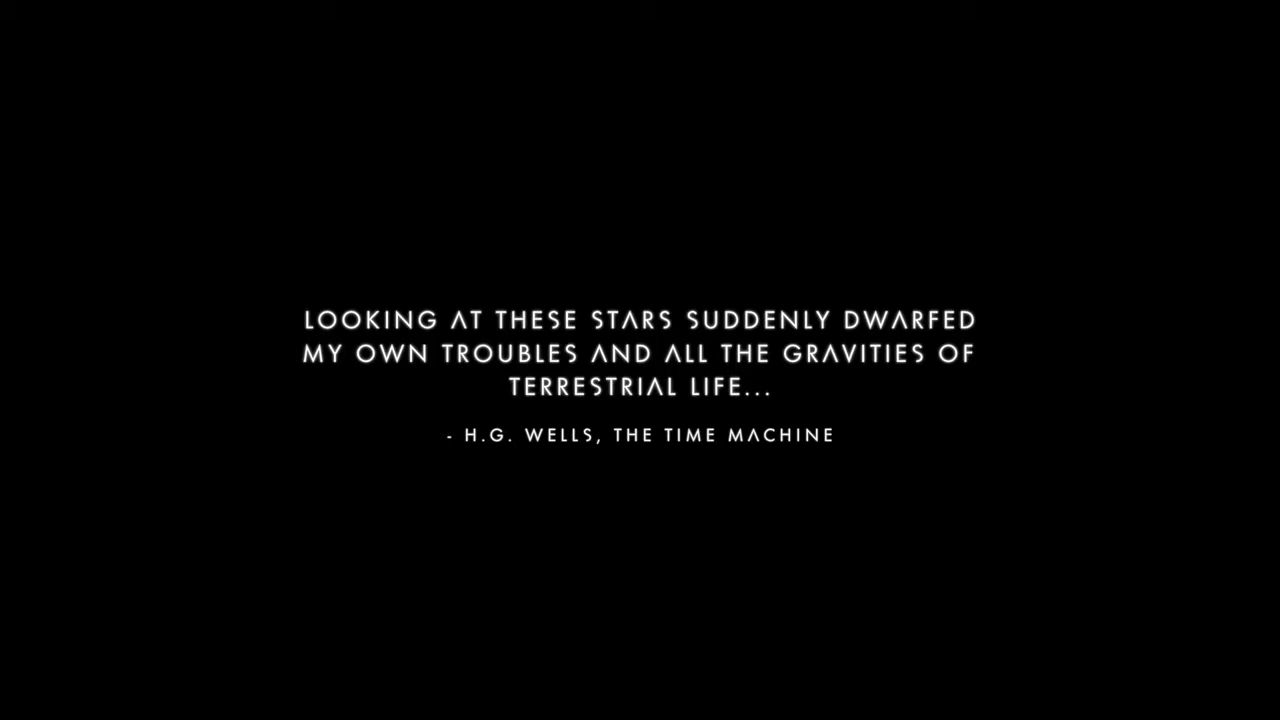 LOOKING AT THESE STARS SUDDENLY DWARFED
MY OWN TROUBLES AND ALL THE GRAVITIES OF
TERRESTRIAL LIFE...
- H.G. WELLS, THE TIME MACHINE